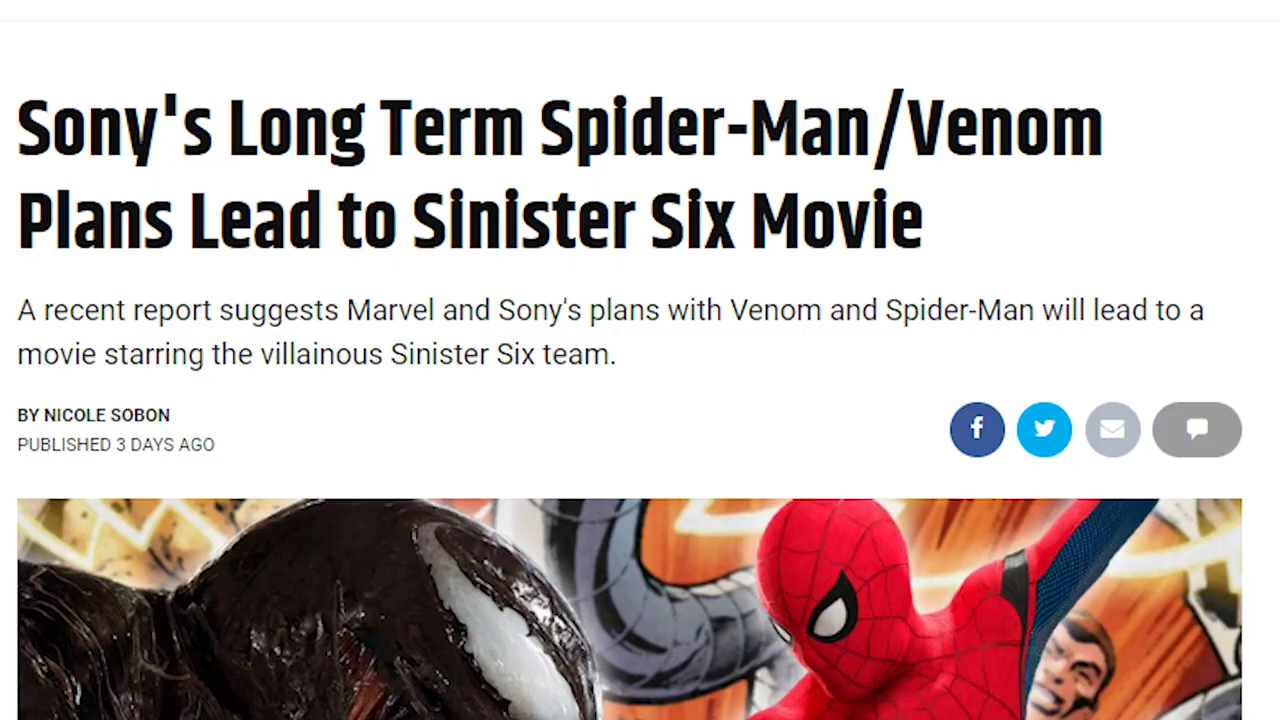 Sony's Long Term Spider-Man/Venom
Plans Lead to Sinister Six Movie
A recent report suggests Marvel and Sony's plans with Venom and Spider-Man will lead to a
movie starring the villainous Sinister Six team.
BY NICOLE SOBON
PUBLISHED 3 DAYS AGO